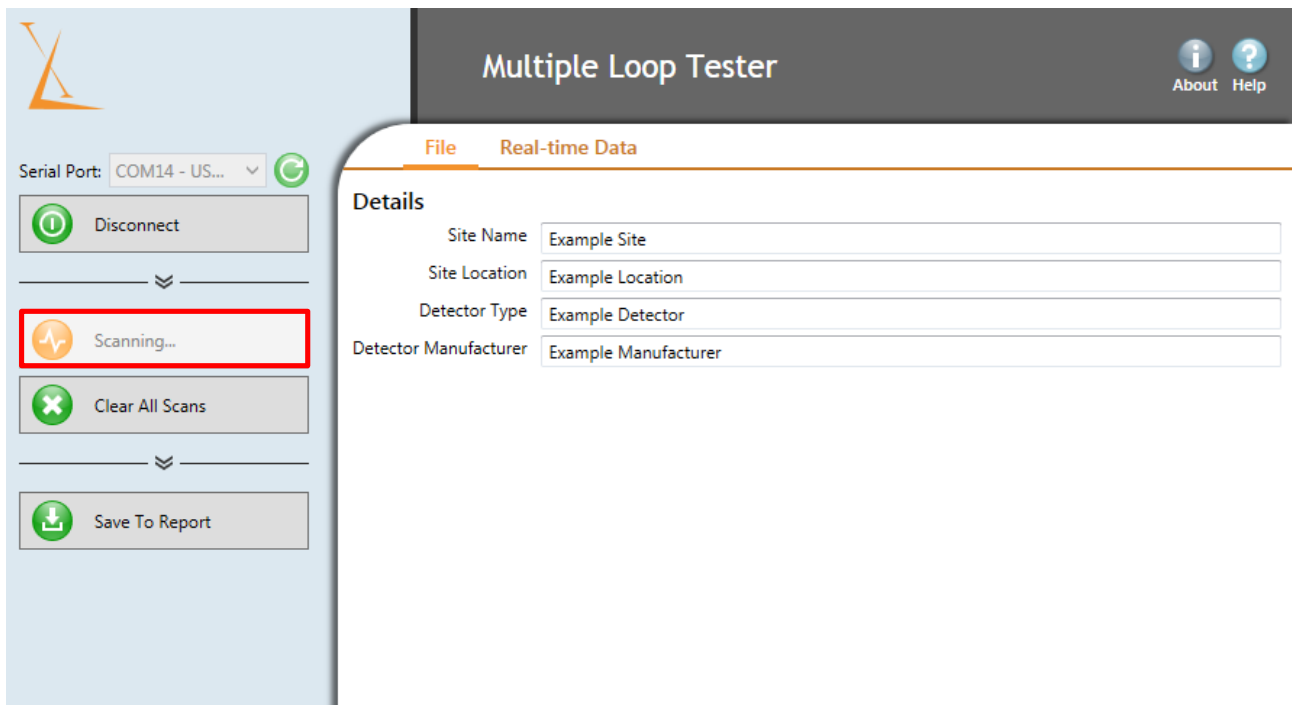 Multiple Loop Tester
About Help
Serial Port: COM14 - US...
Disconnect
Scanning...
Clear All Scans
Save To Report
File Real-time Data
Details
Site Name Example Site
Site Location Example Location
Detector Type Example Detector
Detector Manufacturer Example Manufacturer